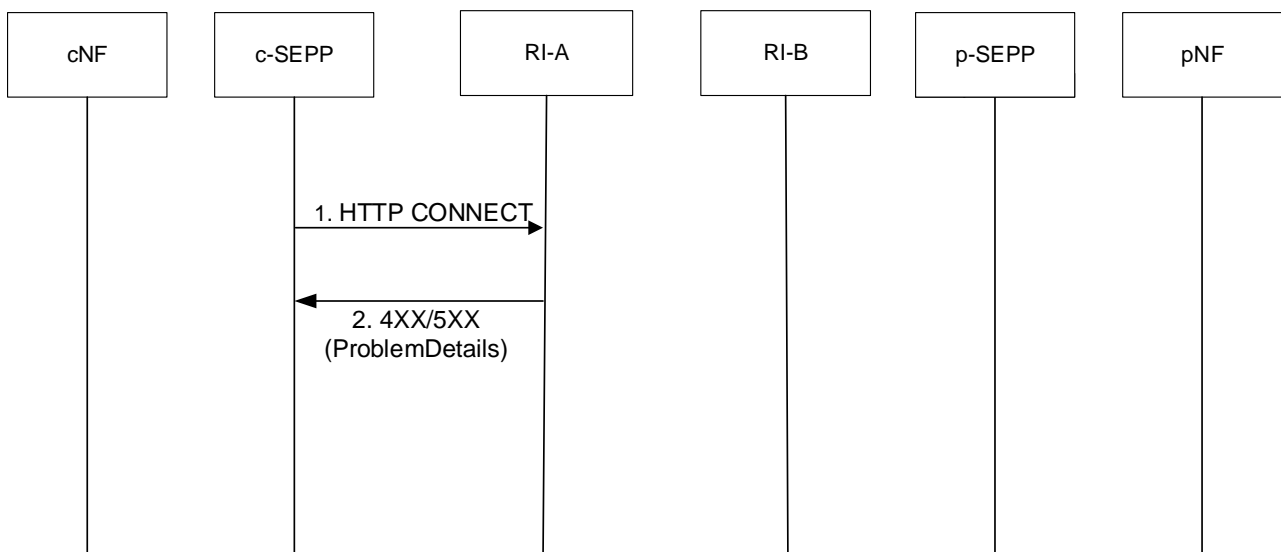 cNF
c-SEPP
RI-A
RI-B
p-SEPP
pNF
1. HTTP CONNECT
2. 4XX/5XX
(ProblemDetails)